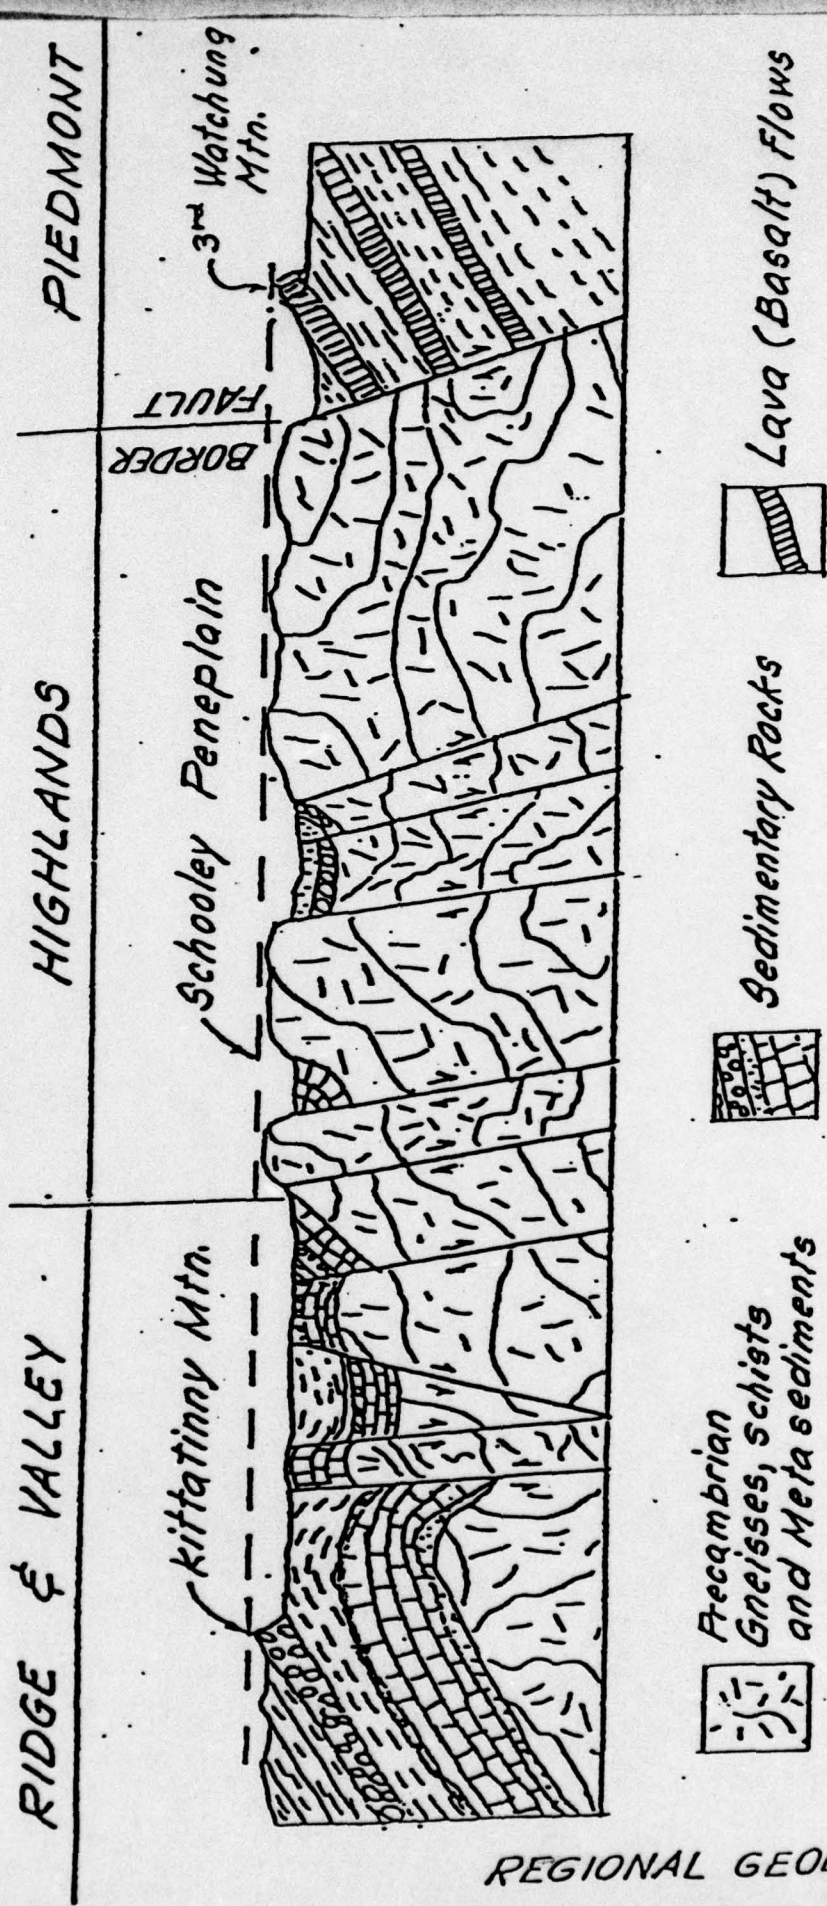 RIDGE & VALLEY
HIGHLANDS
PIEDMONT
Kittatinny Mtn.
Schooley Peneplain
BORDER
FAULT
3rd Watchung
Mtn.
Precambrian
Gneisses, schists
and Meta sediments
Sedimentary Rocks
Lava (Basalt) Flows
REGIONAL